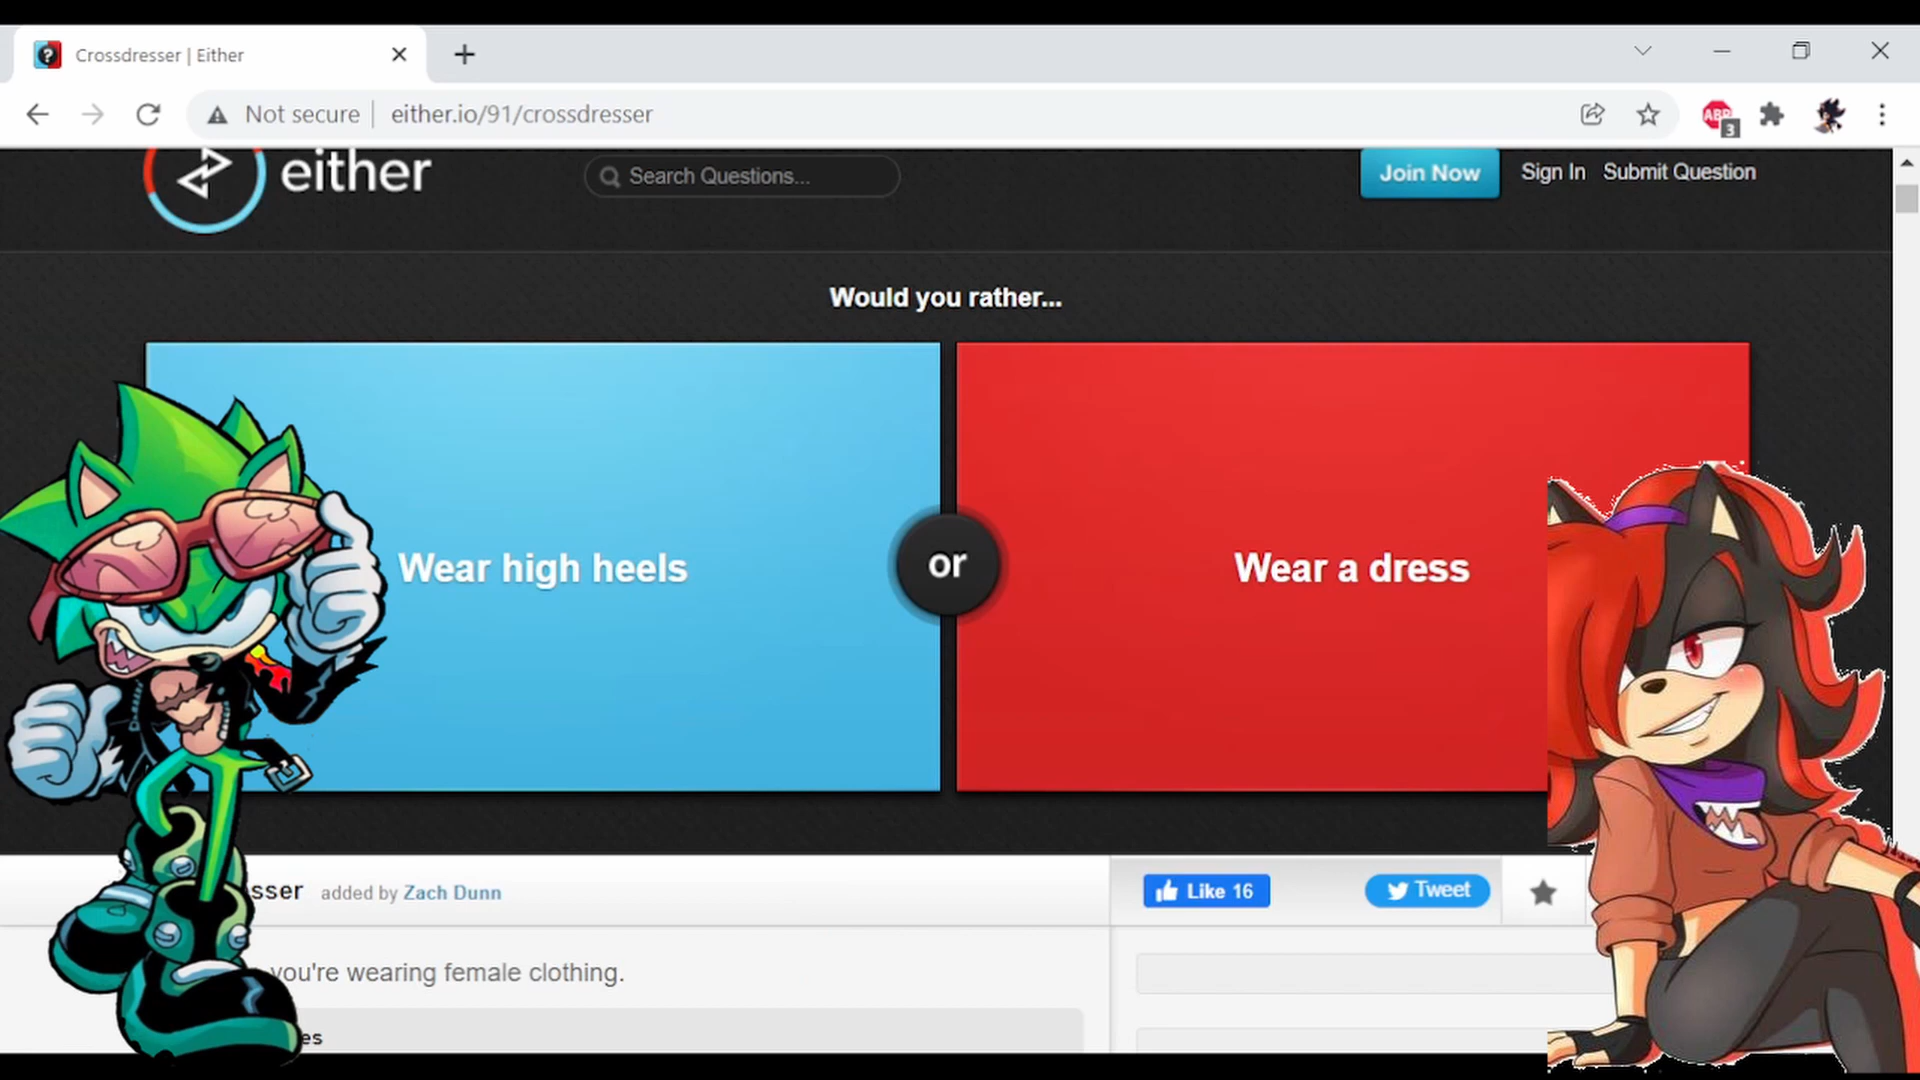 Crossdresser | Either
Not secure
either.io/91/crossdresser
ABP
3
either
Search Questions...
Join Now
Sign In
Submit Question
Would you rather...
Wear high heels
or
Wear a dress
sser
added by Zach Dunn
Like 16
Tweet
you're wearing female clothing.
es